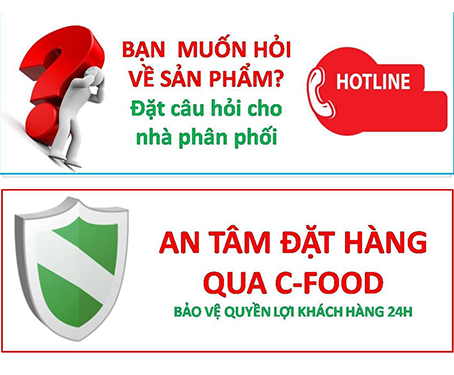 BẠN MUỐN HỎI
VỀ SẢN PHẨM?
Đặt câu hỏi cho
nhà phân phối
HOTLINE
AN TÂM ĐẶT HÀNG
QUA C-FOOD
BẢO VỆ QUYỀN LỢI KHÁCH HÀNG 24H